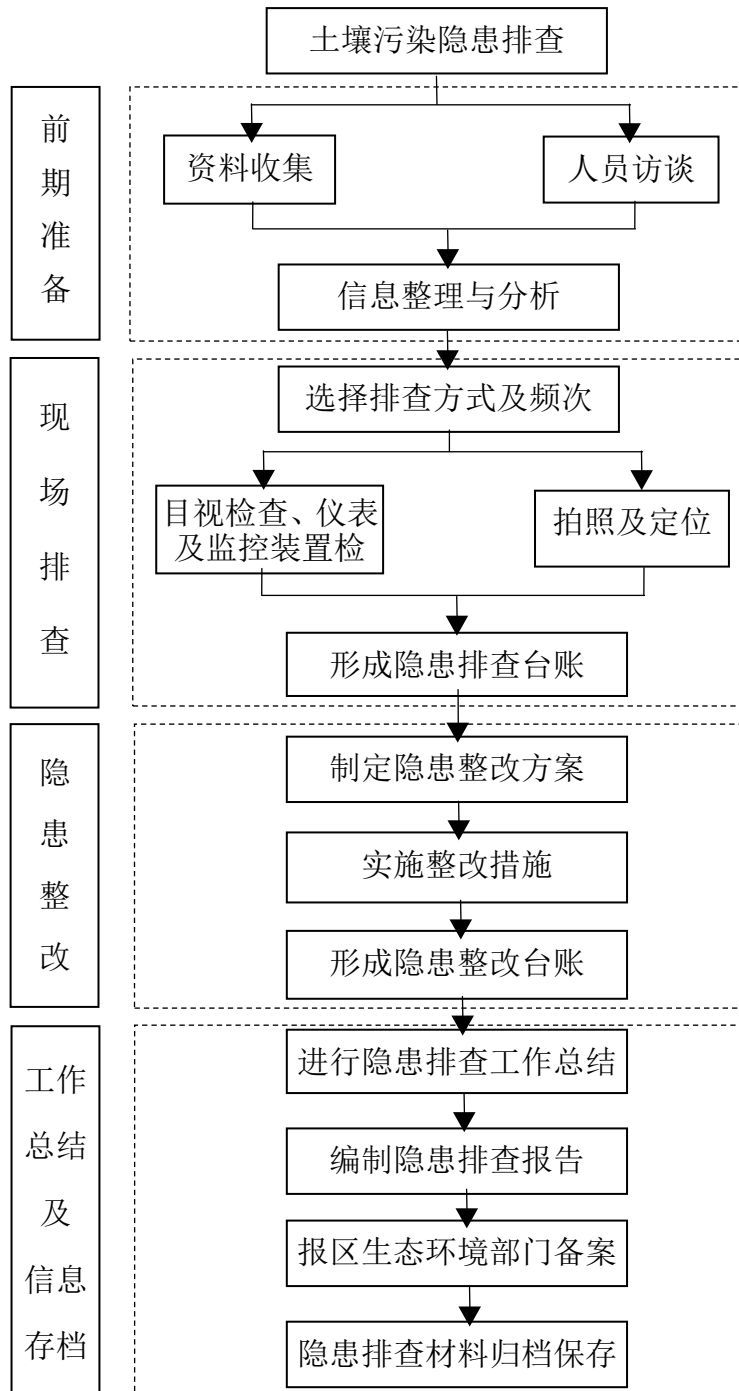 土壤污染隐患排查
前
期
准
备
资料收集
人员访谈
信息整理与分析
现
场
排
查
选择排查方式及频次
目视检查、仪表
及监控装置检
拍照及定位
形成隐患排查台账
隐
患
整
改
制定隐患整改方案
实施整改措施
形成隐患整改台账
工作
总结
及
信息
存档
进行隐患排查工作总结
编制隐患排查报告
报区生态环境部门备案
隐患排查材料归档保存